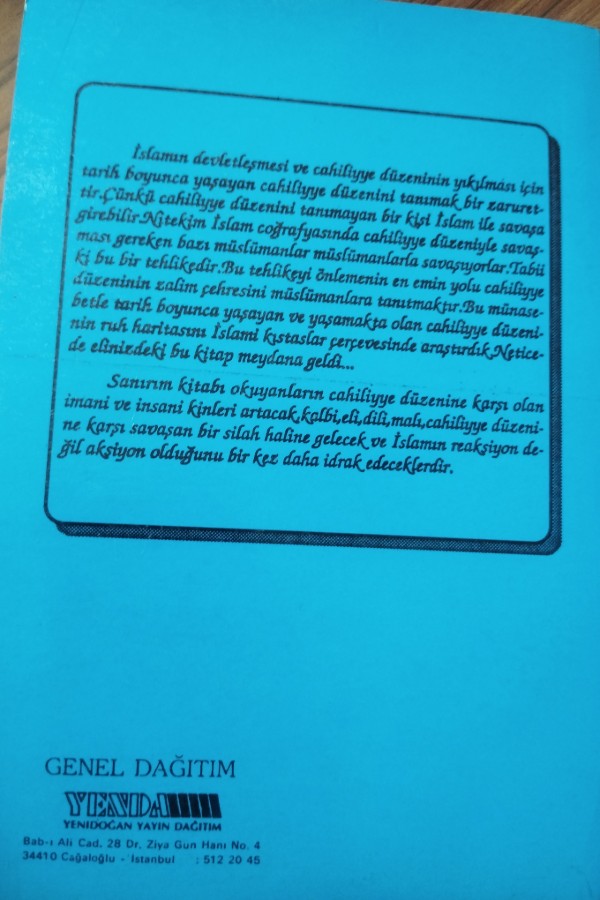 İslamın devletleşmesi ve cahiliyye düzeninin yıkılması için
tarih boyunca yaşayan cahiliyye düzenini tanımak bir zaruret-
tir.Çünkü cahiliyye düzenini tanımayan bir kişi İslam ile savaşa
girebilir.Nitekim İslam coğrafyasında cahiliyye düzeniyle savaş-
ması gereken bazı müslümanlar müslümanlarla savaşıyorlar.Tabii
ki bu bir tehlikedir.Bu tehlikeyi önlemenin en emin yolu cahiliyye
düzeninin zalim çehresini müslümanlara tanıtmaktır.Bu münase-
betle tarih boyunca yaşayan ve yaşamakta olan cahiliyye düzeni-
nin ruh haritasını İslami kıstaslar çerçevesinde araştırdık.Netice-
de elinizdeki bu kitap meydana geldi...
Sanırım kitabı okuyanların cahiliyye düzenine karşı olan
imani ve insani kinleri artacak,kalbi,eli,dili,malı,cahiliyye düzeni-
ne karşı savaşan bir silah haline gelecek ve İslamın reaksiyon de-
ğil aksiyon olduğunu bir kez daha idrak edeceklerdir.
GENEL DAĞITIM
YENDA
YENİDOĞAN YAYIN DAĞITIM
Bab-ı Ali Cad. 28 Dr. Ziya Gün Hanı No. 4
34410 Cağaloğlu - İstanbul : 512 20 45